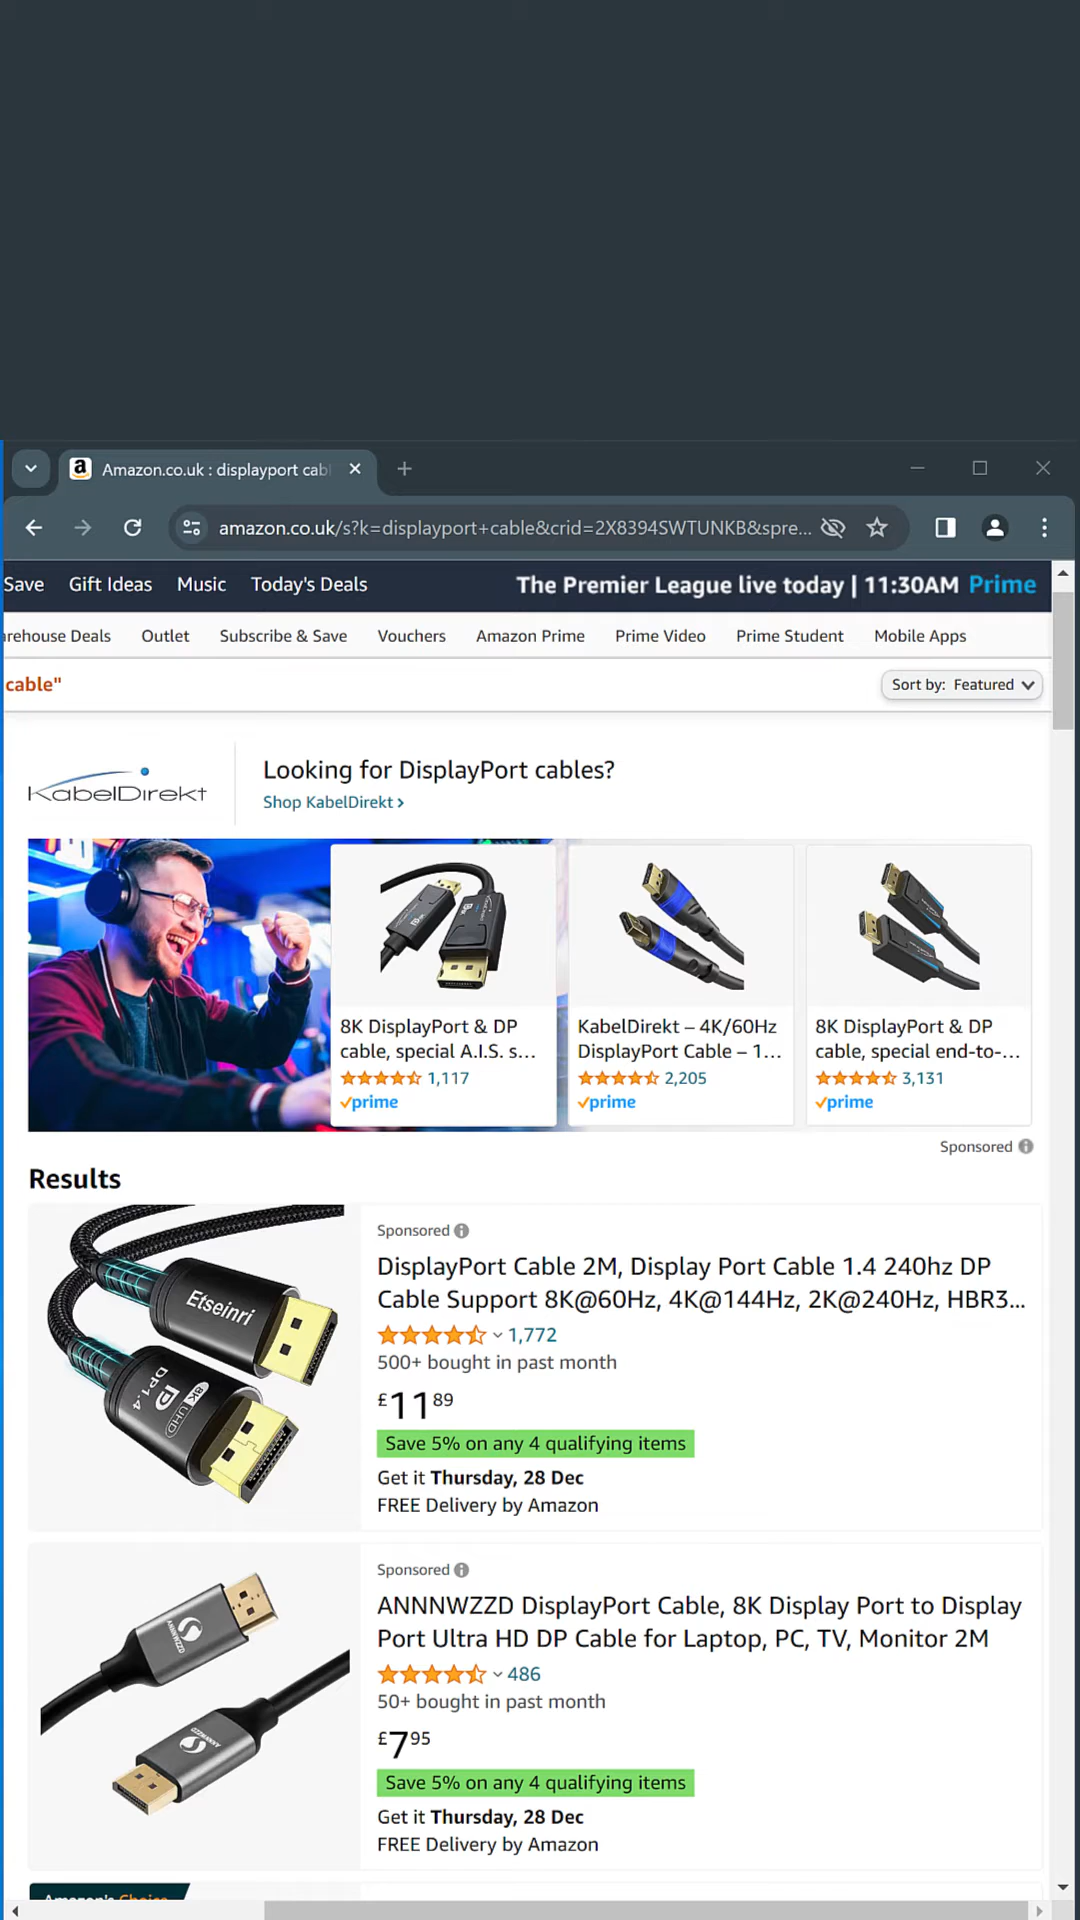 Amazon.co.uk : displayport cab
amazon.co.uk/s?k=displayport+cable&crid=2X8394SWTUNKB&spre...
Save Gift Ideas Music Today's Deals The Premier League live today | 11:30AM Prime
rehouse Deals Outlet Subscribe & Save Vouchers Amazon Prime Prime Video Prime Student Mobile Apps
cable"
Sort by: Featured
KabelDirekt
Looking for DisplayPort cables?
Shop KabelDirekt ›
8K DisplayPort & DP
cable, special A.I.S. s...
1,117
prime
KabelDirekt – 4K/60Hz
DisplayPort Cable – 1...
2,205
prime
8K DisplayPort & DP
cable, special end-to-...
3,131
prime
Sponsored
Results
Etseinri
DP1.4
8K UHD
Sponsored
DisplayPort Cable 2M, Display Port Cable 1.4 240hz DP
Cable Support 8K@60Hz, 4K@144Hz, 2K@240Hz, HBR3...
1,772
500+ bought in past month
£11 89
Save 5% on any 4 qualifying items
Get it Thursday, 28 Dec
FREE Delivery by Amazon
ANNNWZZD
ANNNWZZD
Sponsored
ANNNWZZD DisplayPort Cable, 8K Display Port to Display
Port Ultra HD DP Cable for Laptop, PC, TV, Monitor 2M
486
50+ bought in past month
£7 95
Save 5% on any 4 qualifying items
Get it Thursday, 28 Dec
FREE Delivery by Amazon
Amazon's Choice